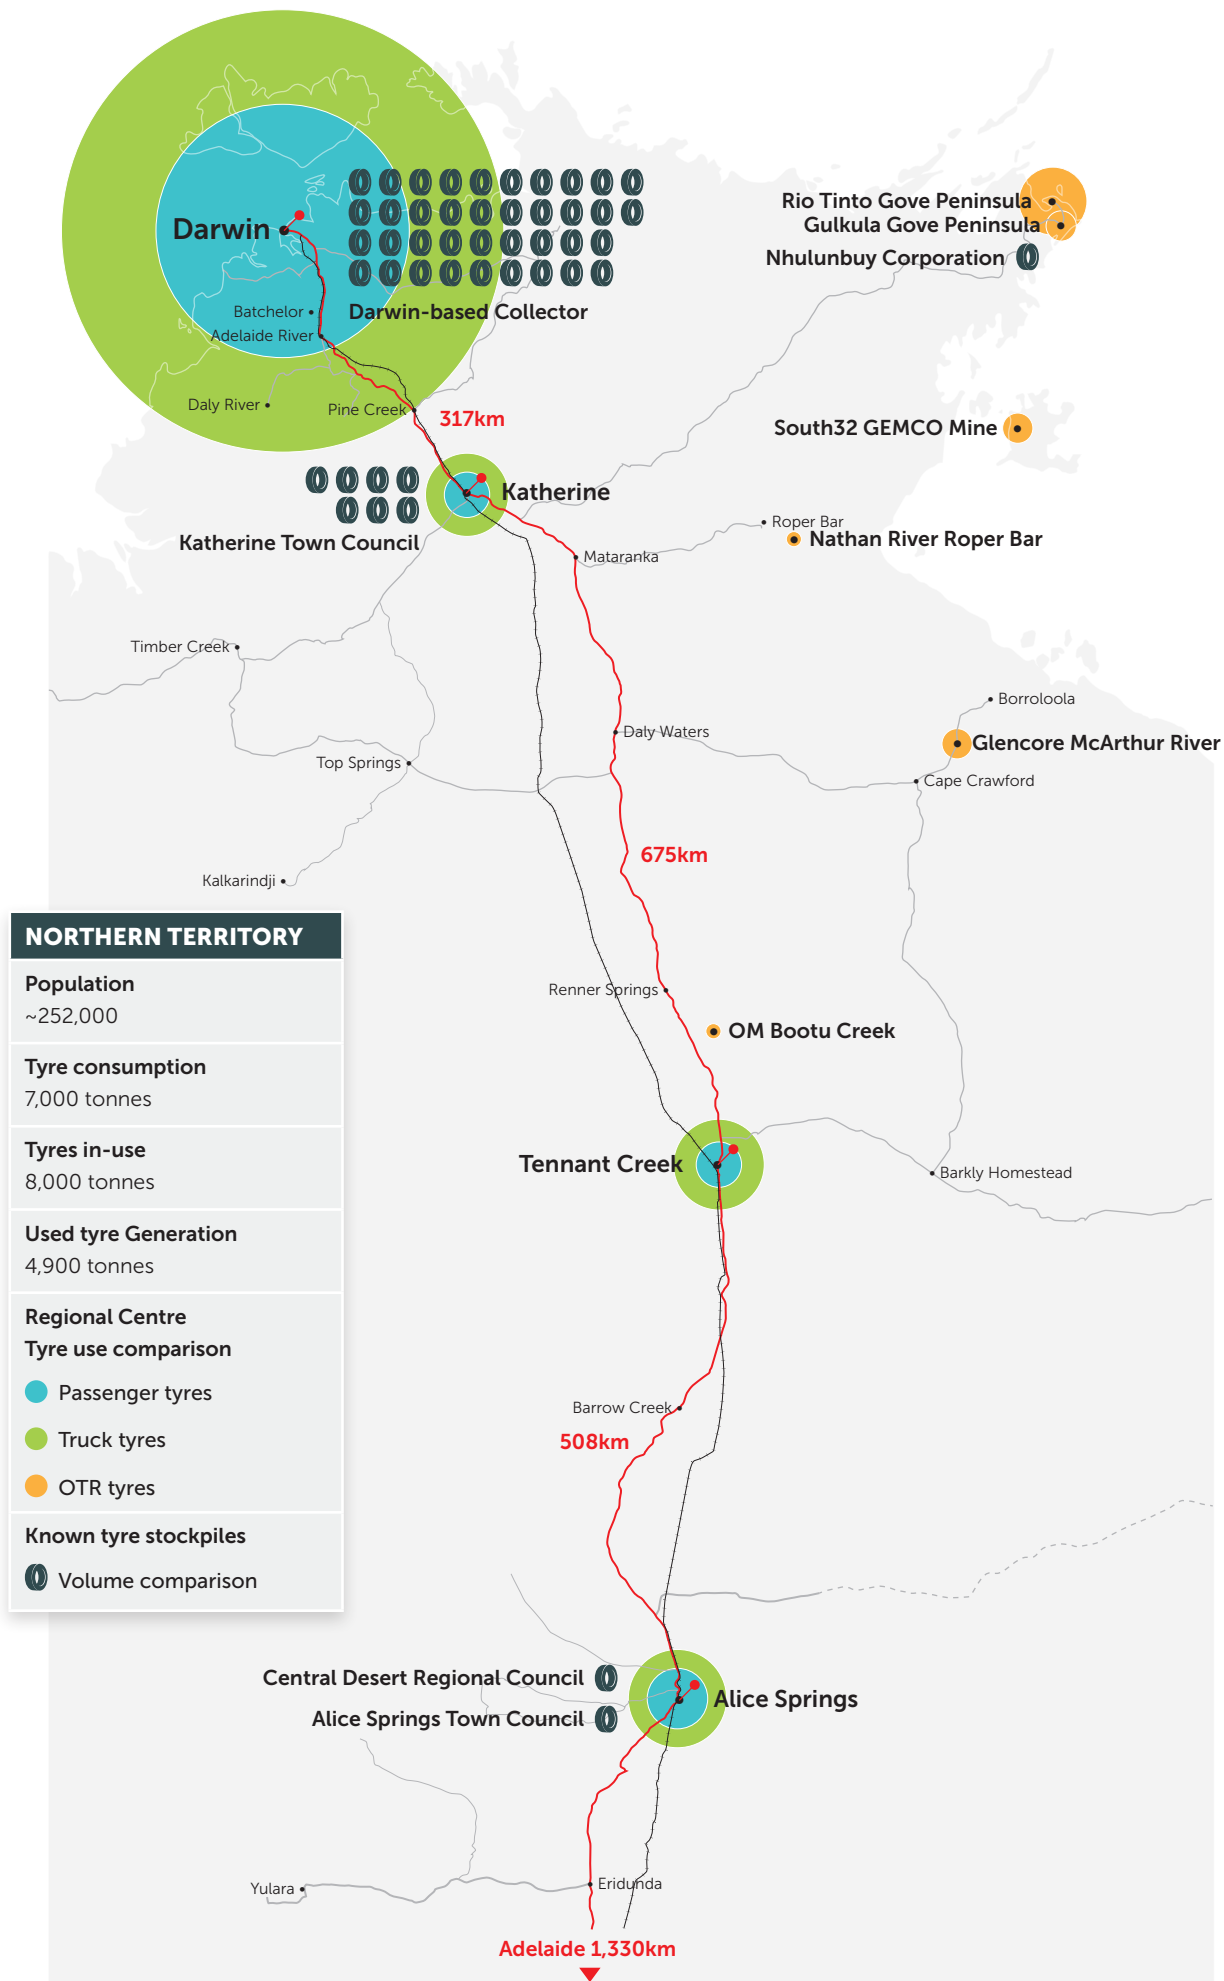 Rio Tinto Gove Peninsula
Gulkula Gove Peninsula
Darwin
Nhulunbuy Corporation
Batchelor
Darwin-based Collector
Adelaide River
Daly River
Pine Creek
317km
South32 GEMCO Mine
Katherine
Roper Bar
Nathan River Roper Bar
Katherine Town Council
Mataranka
Timber Creek
Borroloola
Daly Waters
Glencore McArthur River
Top Springs
Cape Crawford
675km
Kalkarindji
NORTHERN TERRITORY
Population
~252,000
Tyre consumption
7,000 tonnes
Tyres in-use
8,000 tonnes
Used tyre Generation
4,900 tonnes
Regional Centre
Tyre use comparison
Passenger tyres
Truck tyres
OTR tyres
Known tyre stockpiles
Volume comparison
Renner Springs
OM Bootu Creek
Tennant Creek
Barkly Homestead
Barrow Creek
508km
Central Desert Regional Council
Alice Springs
Alice Springs Town Council
Yulara
Eridunda
Adelaide 1,330km